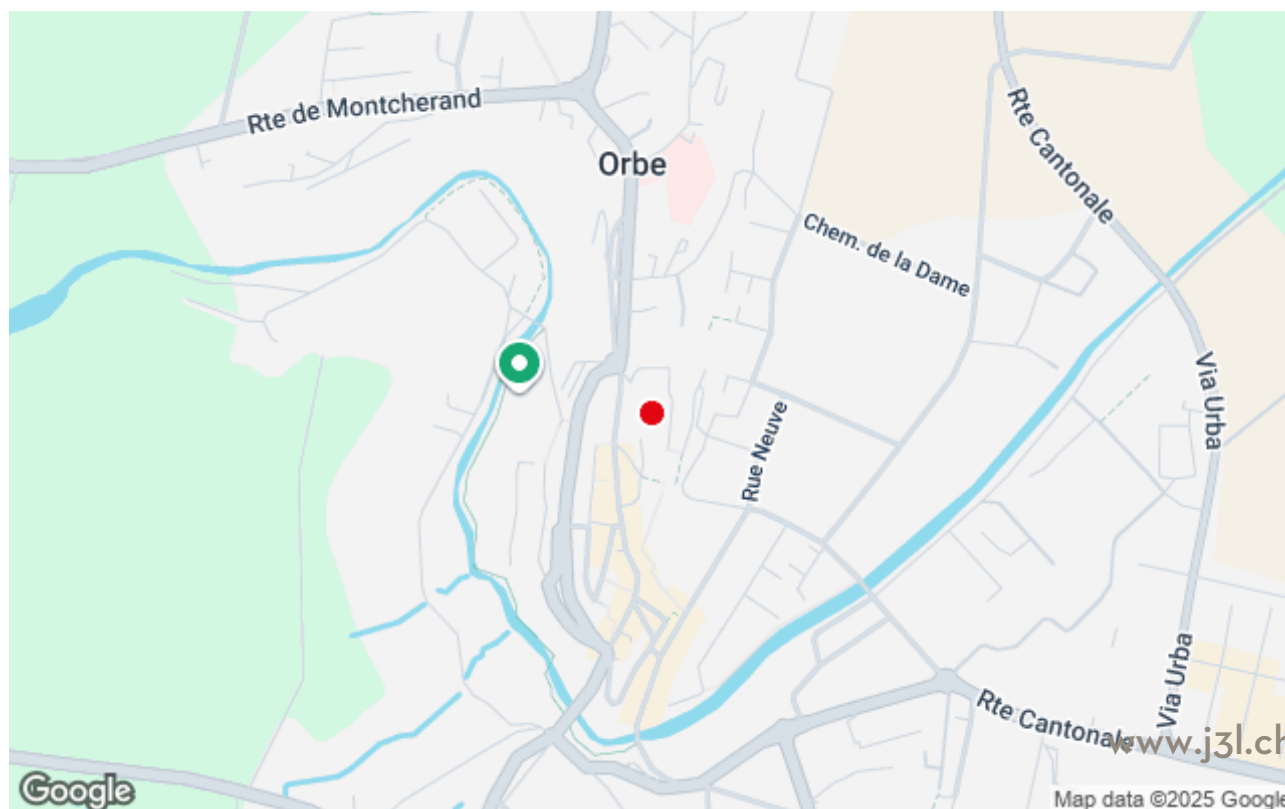 Rte de Montcherand
Orbe
Rte Cantonale
Chem. de la Dame
Via Urba
Rue Neuve
Via Urba
Rte Cantonale
www.j3l.ch
Google
Map data ©2025 Google